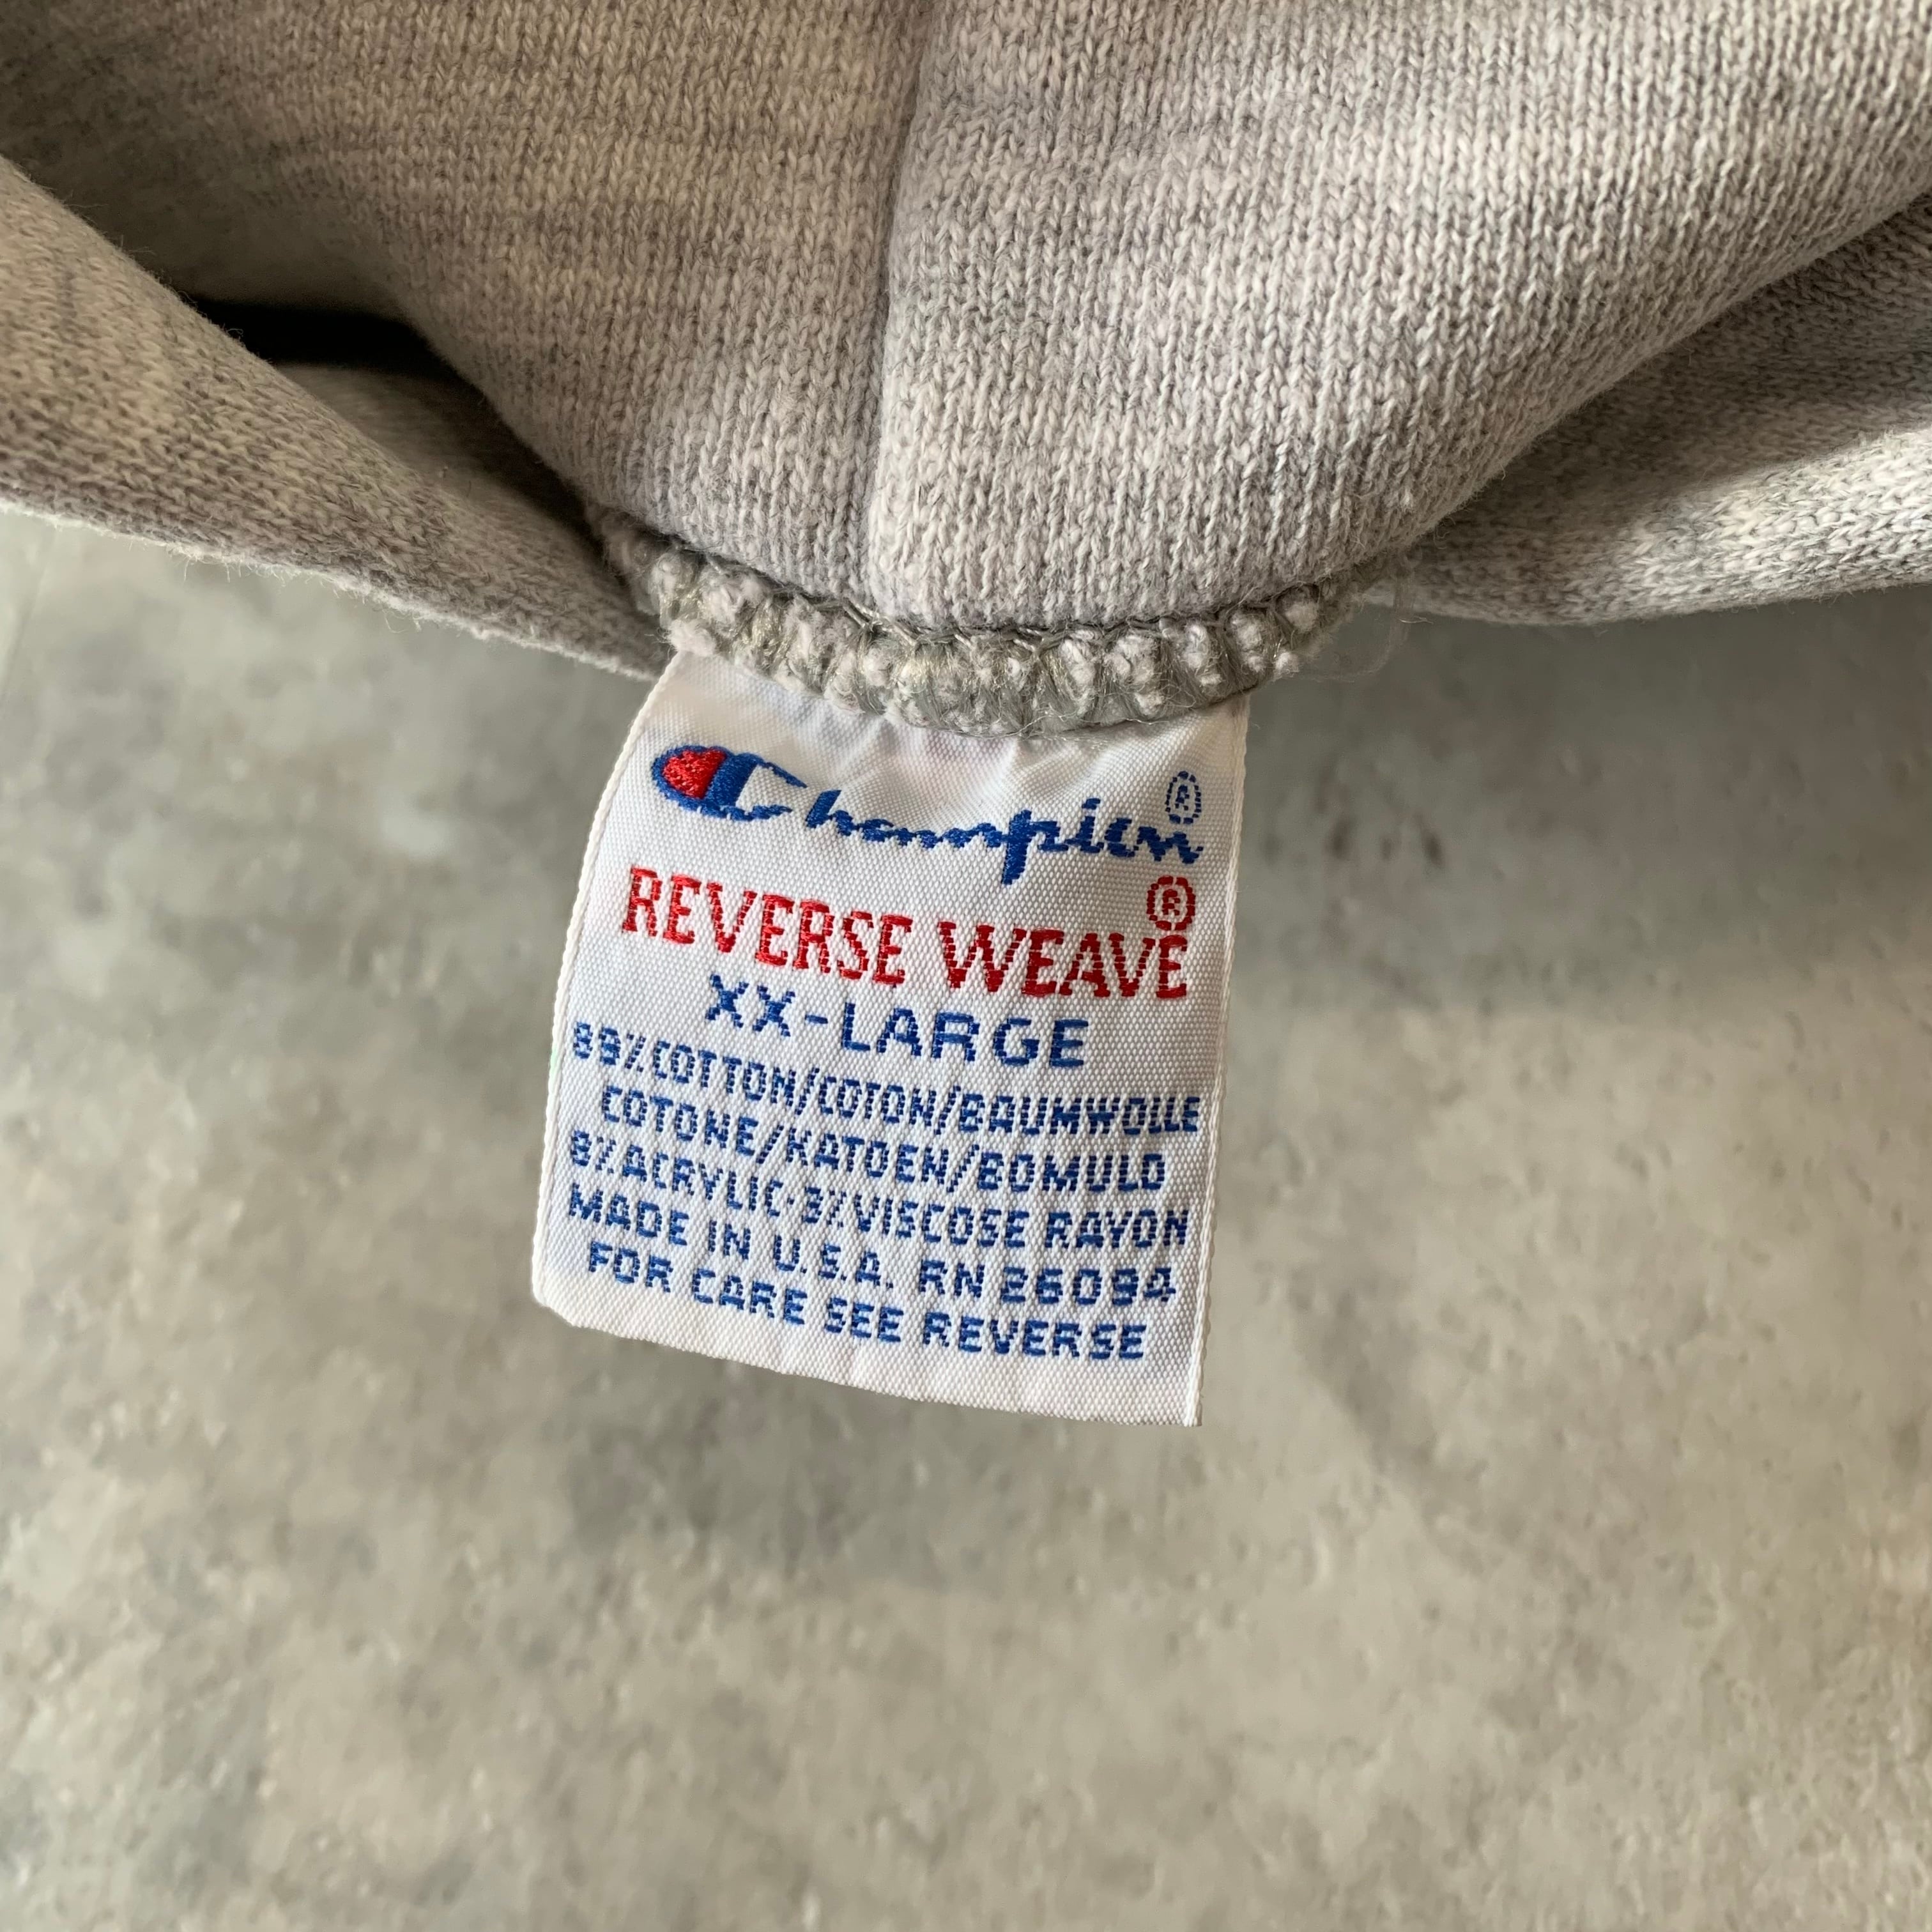 Champion®
REVERSE WEAVE®
XX-LARGE
89% COTTON/COTON/BAUMWOLLE
COTONE/KATOEN/BOMULD
8% ACRYLIC·3% VISCOSE RAYON
MADE IN U.S.A. RN 26094
FOR CARE SEE REVERSE